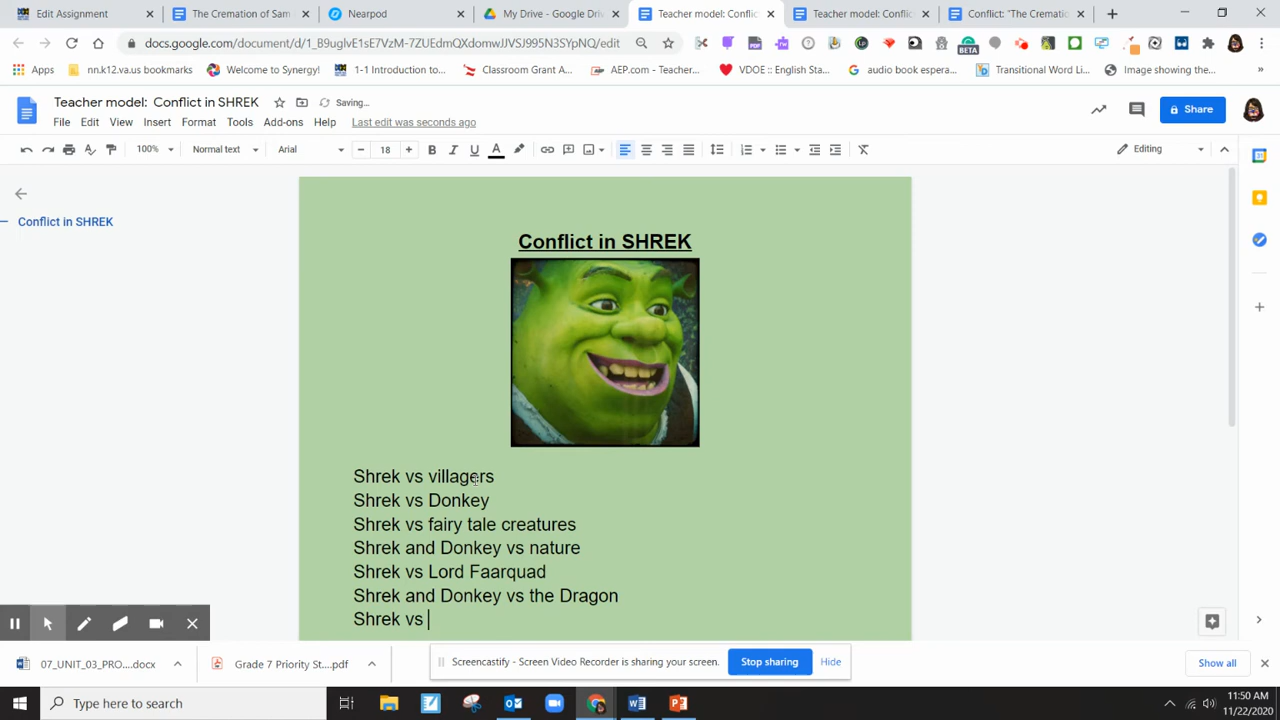 Edit Assignment
The Cremation of Sam
Nearpod
My Drive - Google Dri
Teacher model: Conflic
Teacher model: Conflic
Conflict: "The Crematio
docs.google.com/document/d/1_89uglvE1sE7VzM-7ZUEdmQXdemwJJVSJ99SN3SYpNQ/edit
Apps
nn.k12.va.us bookmarks
Welcome to Synergy!
1-1 Introduction to...
Classroom Grant A...
AEP.com - Teacher...
VDOE :: English Sta...
audio book espera...
Transitional Word Li...
Image showing the...
Teacher model: Conflict in SHREK
Saving...
Share
File Edit View Insert Format Tools Add-ons Help Last edit was seconds ago
100% Normal text Arial 18 B I U A Editing
Conflict in SHREK
Conflict in SHREK
Shrek vs villagers
Shrek vs Donkey
Shrek vs fairy tale creatures
Shrek and Donkey vs nature
Shrek vs Lord Faarquad
Shrek and Donkey vs the Dragon
Shrek vs
07_UNIT_03_PRO....docx
Grade 7 Priority St....pdf
Screencastify - Screen Video Recorder is sharing your screen.
Stop sharing
Hide
Show all
Type here to search
11:50 AM
11/22/2020